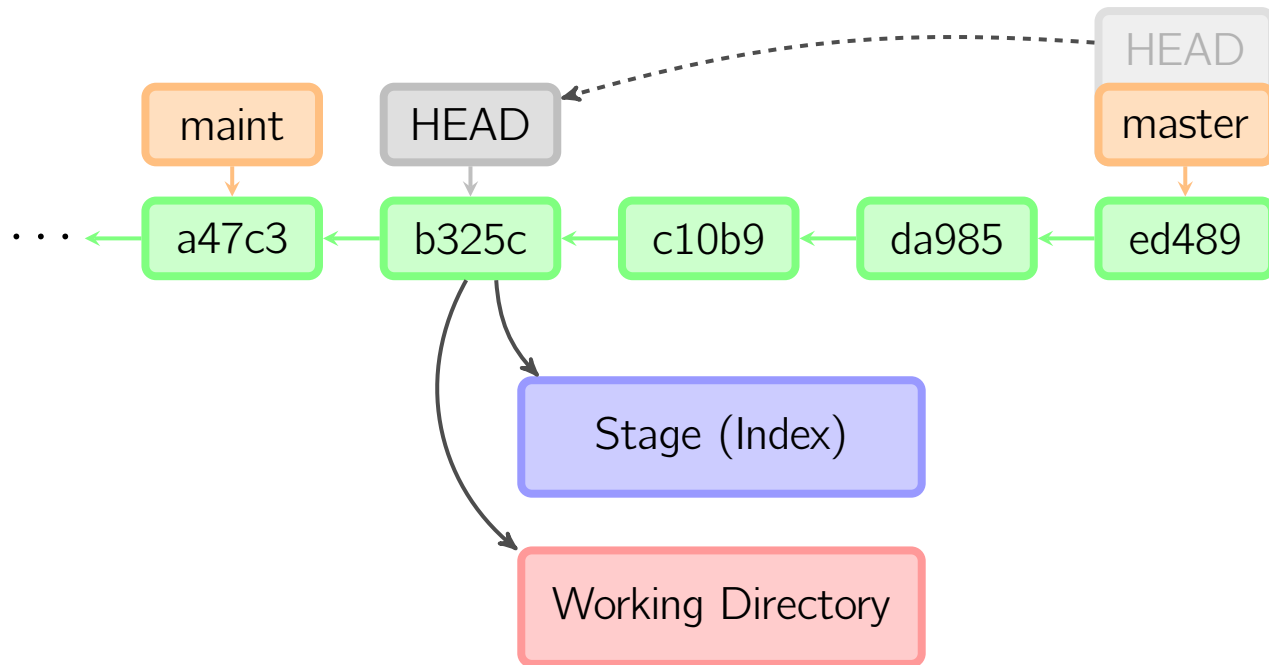 HEAD
maint
HEAD
master
...
a47c3
b325c
c10b9
da985
ed489
Stage (Index)
Working Directory